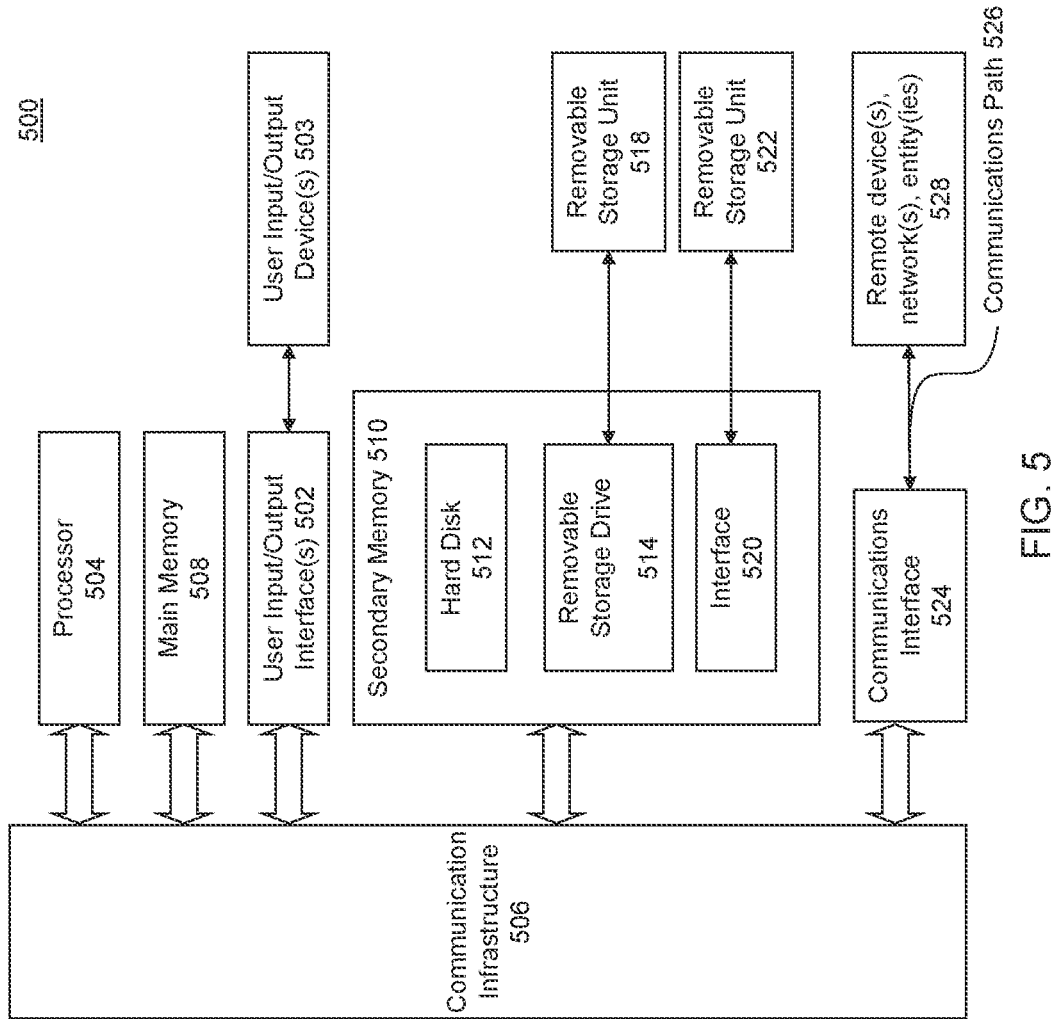 500
Processor
504
Main Memory
508
User Input/Output
Interface(s) 502
User Input/Output
Device(s) 503
Secondary Memory 510
Hard Disk
512
Removable
Storage Drive
514
Removable
Storage Unit
518
Interface
520
Removable
Storage Unit
522
Communications
Interface
524
Remote device(s),
network(s), entity(ies)
528
Communications Path 526
Communication
Infrastructure
506
FIG. 5